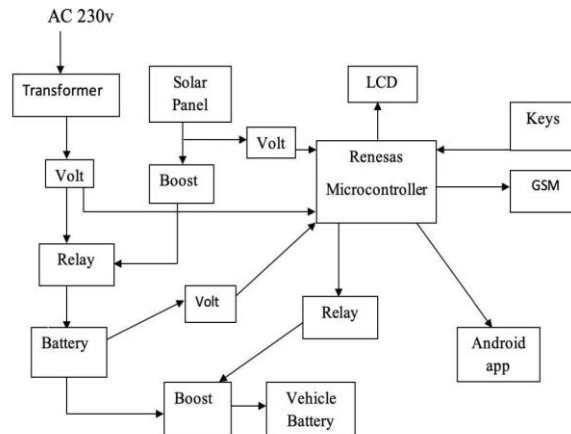 AC 230v
Transformer
Solar
Panel
LCD
Keys
Volt
Renesas
Microcontroller
Volt
Boost
GSM
Relay
Volt
Relay
Battery
Android
app
Boost
Vehicle
Battery